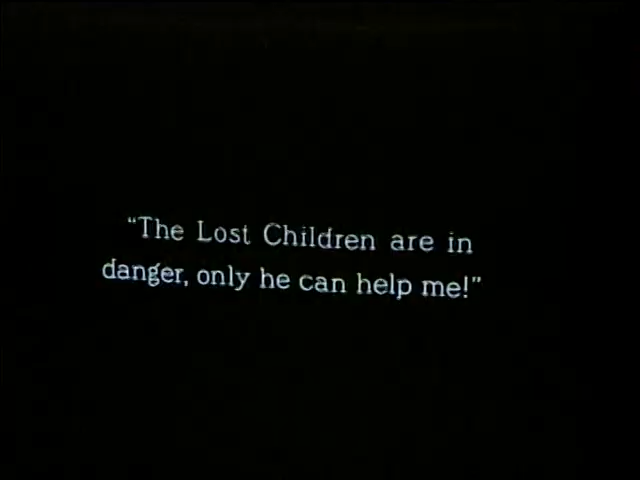 “The Lost Children are in
danger, only he can help me!”